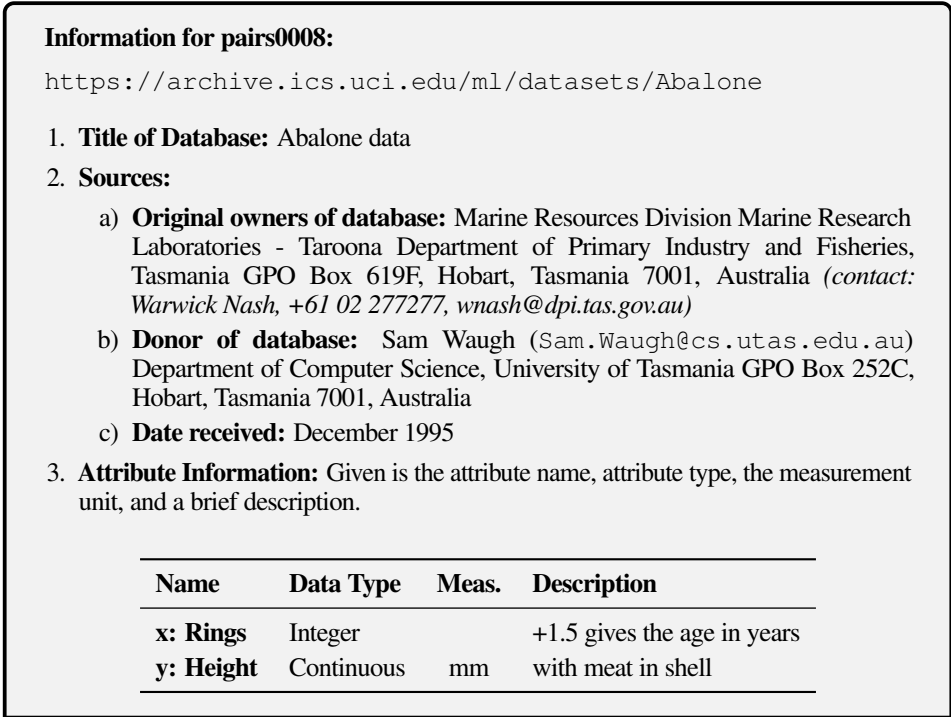 Information for pairs0008:
https://archive.ics.uci.edu/ml/datasets/Abalone
1. Title of Database: Abalone data
2. Sources:
a) Original owners of database: Marine Resources Division Marine Research
Laboratories - Taroona Department of Primary Industry and Fisheries,
Tasmania GPO Box 619F, Hobart, Tasmania 7001, Australia (contact:
Warwick Nash, +61 02 277277, wnash@dpi.tas.gov.au)
b) Donor of database: Sam Waugh (Sam.Waugh@cs.utas.edu.au)
Department of Computer Science, University of Tasmania GPO Box 252C,
Hobart, Tasmania 7001, Australia
c) Date received: December 1995
3. Attribute Information: Given is the attribute name, attribute type, the measurement
unit, and a brief description.
Name Data Type Meas. Description
x: Rings Integer +1.5 gives the age in years
y: Height Continuous mm with meat in shell